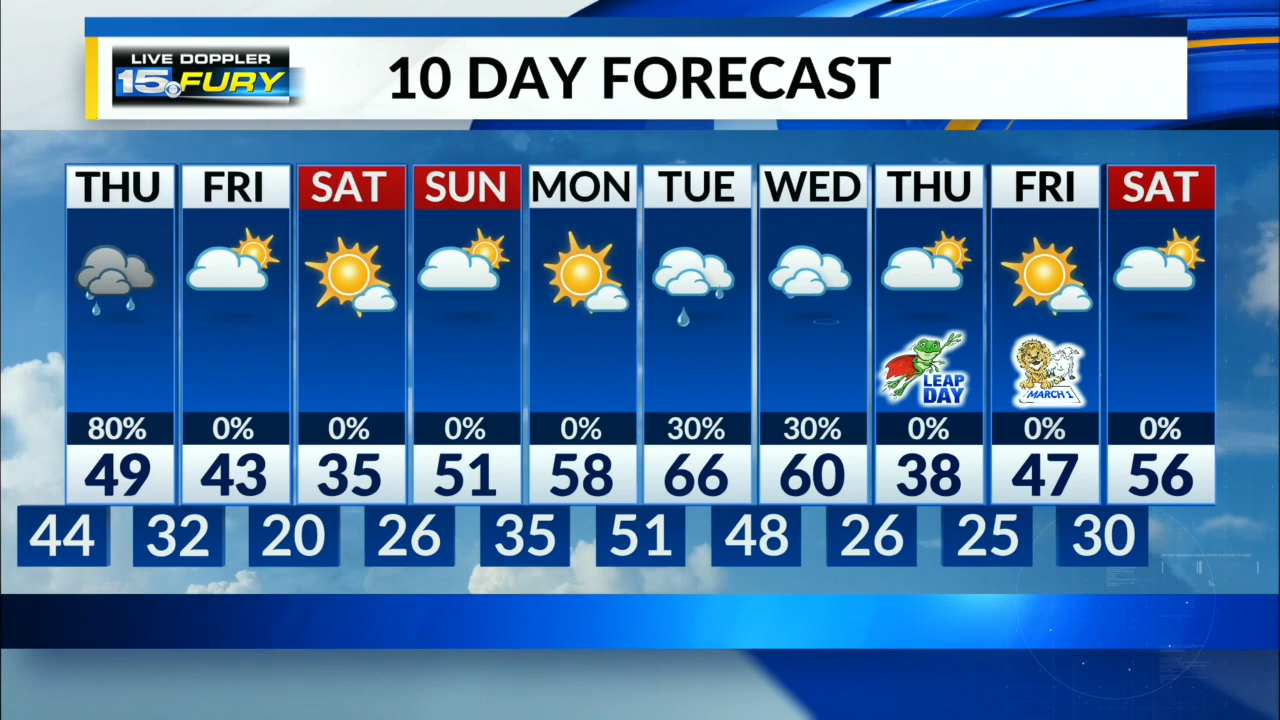 LIVE DOPPLER
15 FURY
10 DAY FORECAST
THU FRI SAT SUN MON TUE WED THU FRI SAT
LEAP
DAY
MARCH 1
80% 0% 0% 0% 0% 30% 30% 0% 0% 0%
49 43 35 51 58 66 60 38 47 56
44 32 20 26 35 51 48 26 25 30